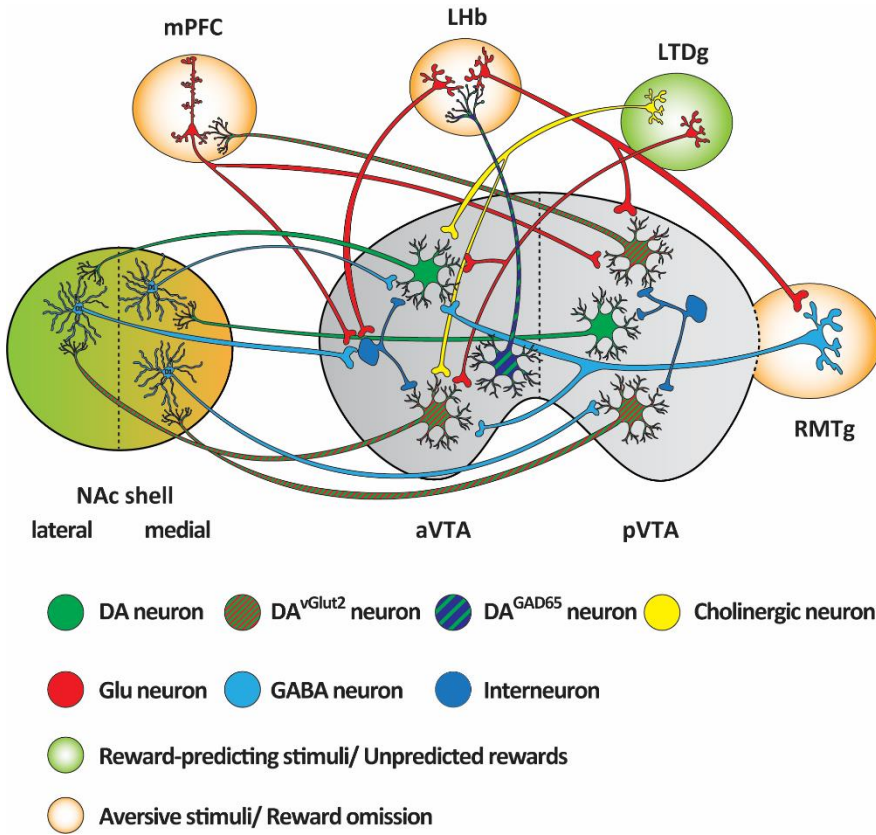 mPFC
LHb
LTDg
D1
RMTg
NAc shell
lateral medial
aVTA
pVTA
DA neuron
DA^vGlut2 neuron
DA^GAD65 neuron
Cholinergic neuron
Glu neuron
GABA neuron
Interneuron
Reward-predicting stimuli/ Unpredicted rewards
Aversive stimuli/ Reward omission